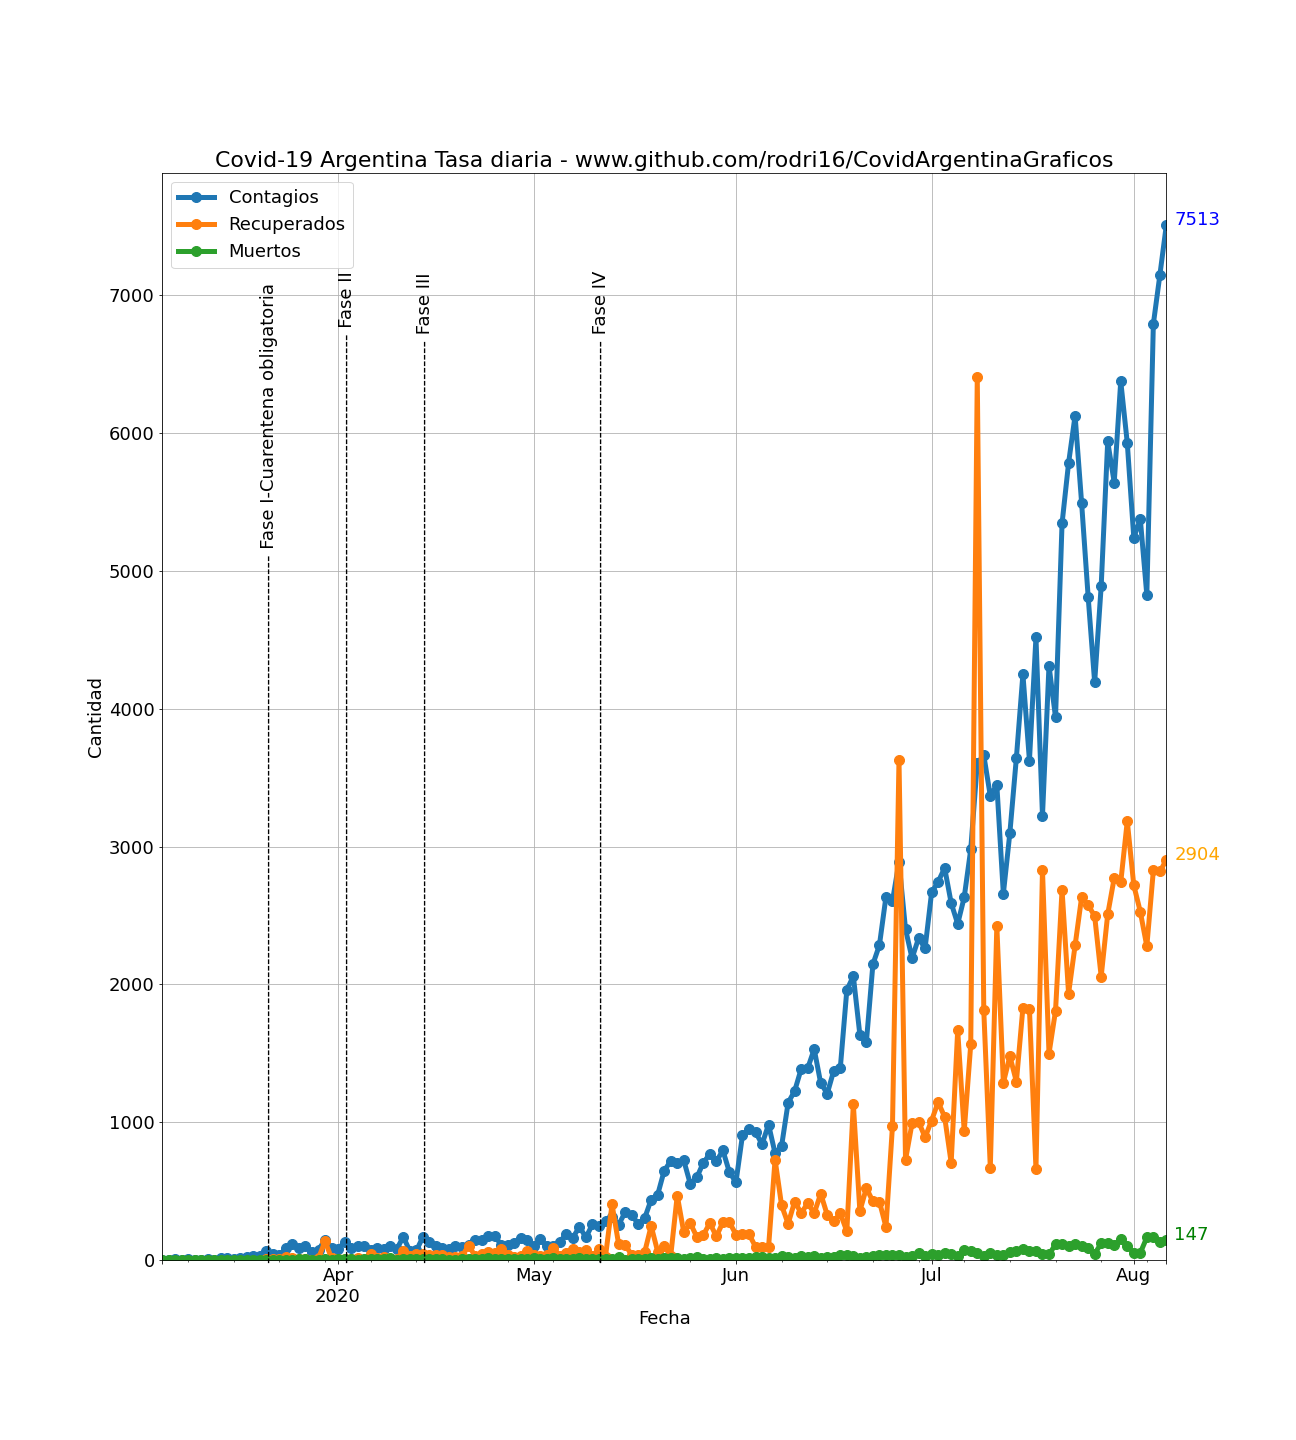 Covid-19 Argentina Tasa diaria - www.github.com/rodri16/CovidArgentinaGraficos
Contagios
Recuperados
Muertos
7513
Fase I-Cuarentena obligatoria
Fase II
Fase III
Fase IV
7000
6000
5000
4000
3000
2000
1000
0
Cantidad
2904
147
Apr
2020
May
Jun
Jul
Aug
Fecha